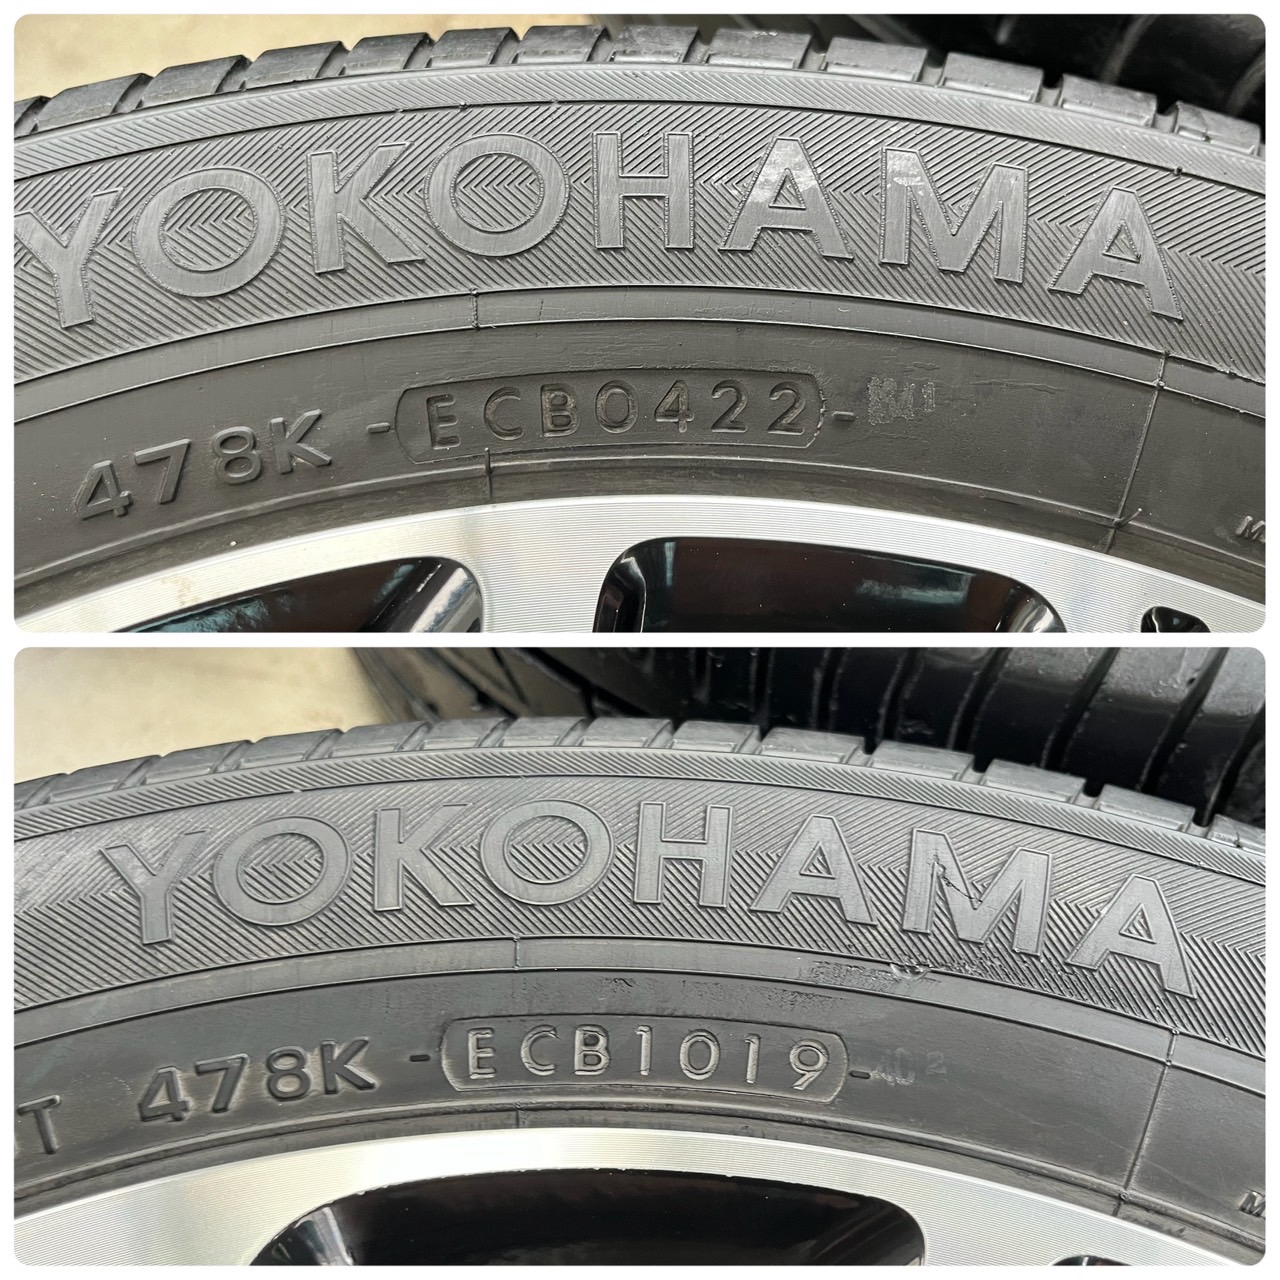 YOKOHAMA
478K -ECB0422-
YOKOHAMA
T 478K -ECB1019-